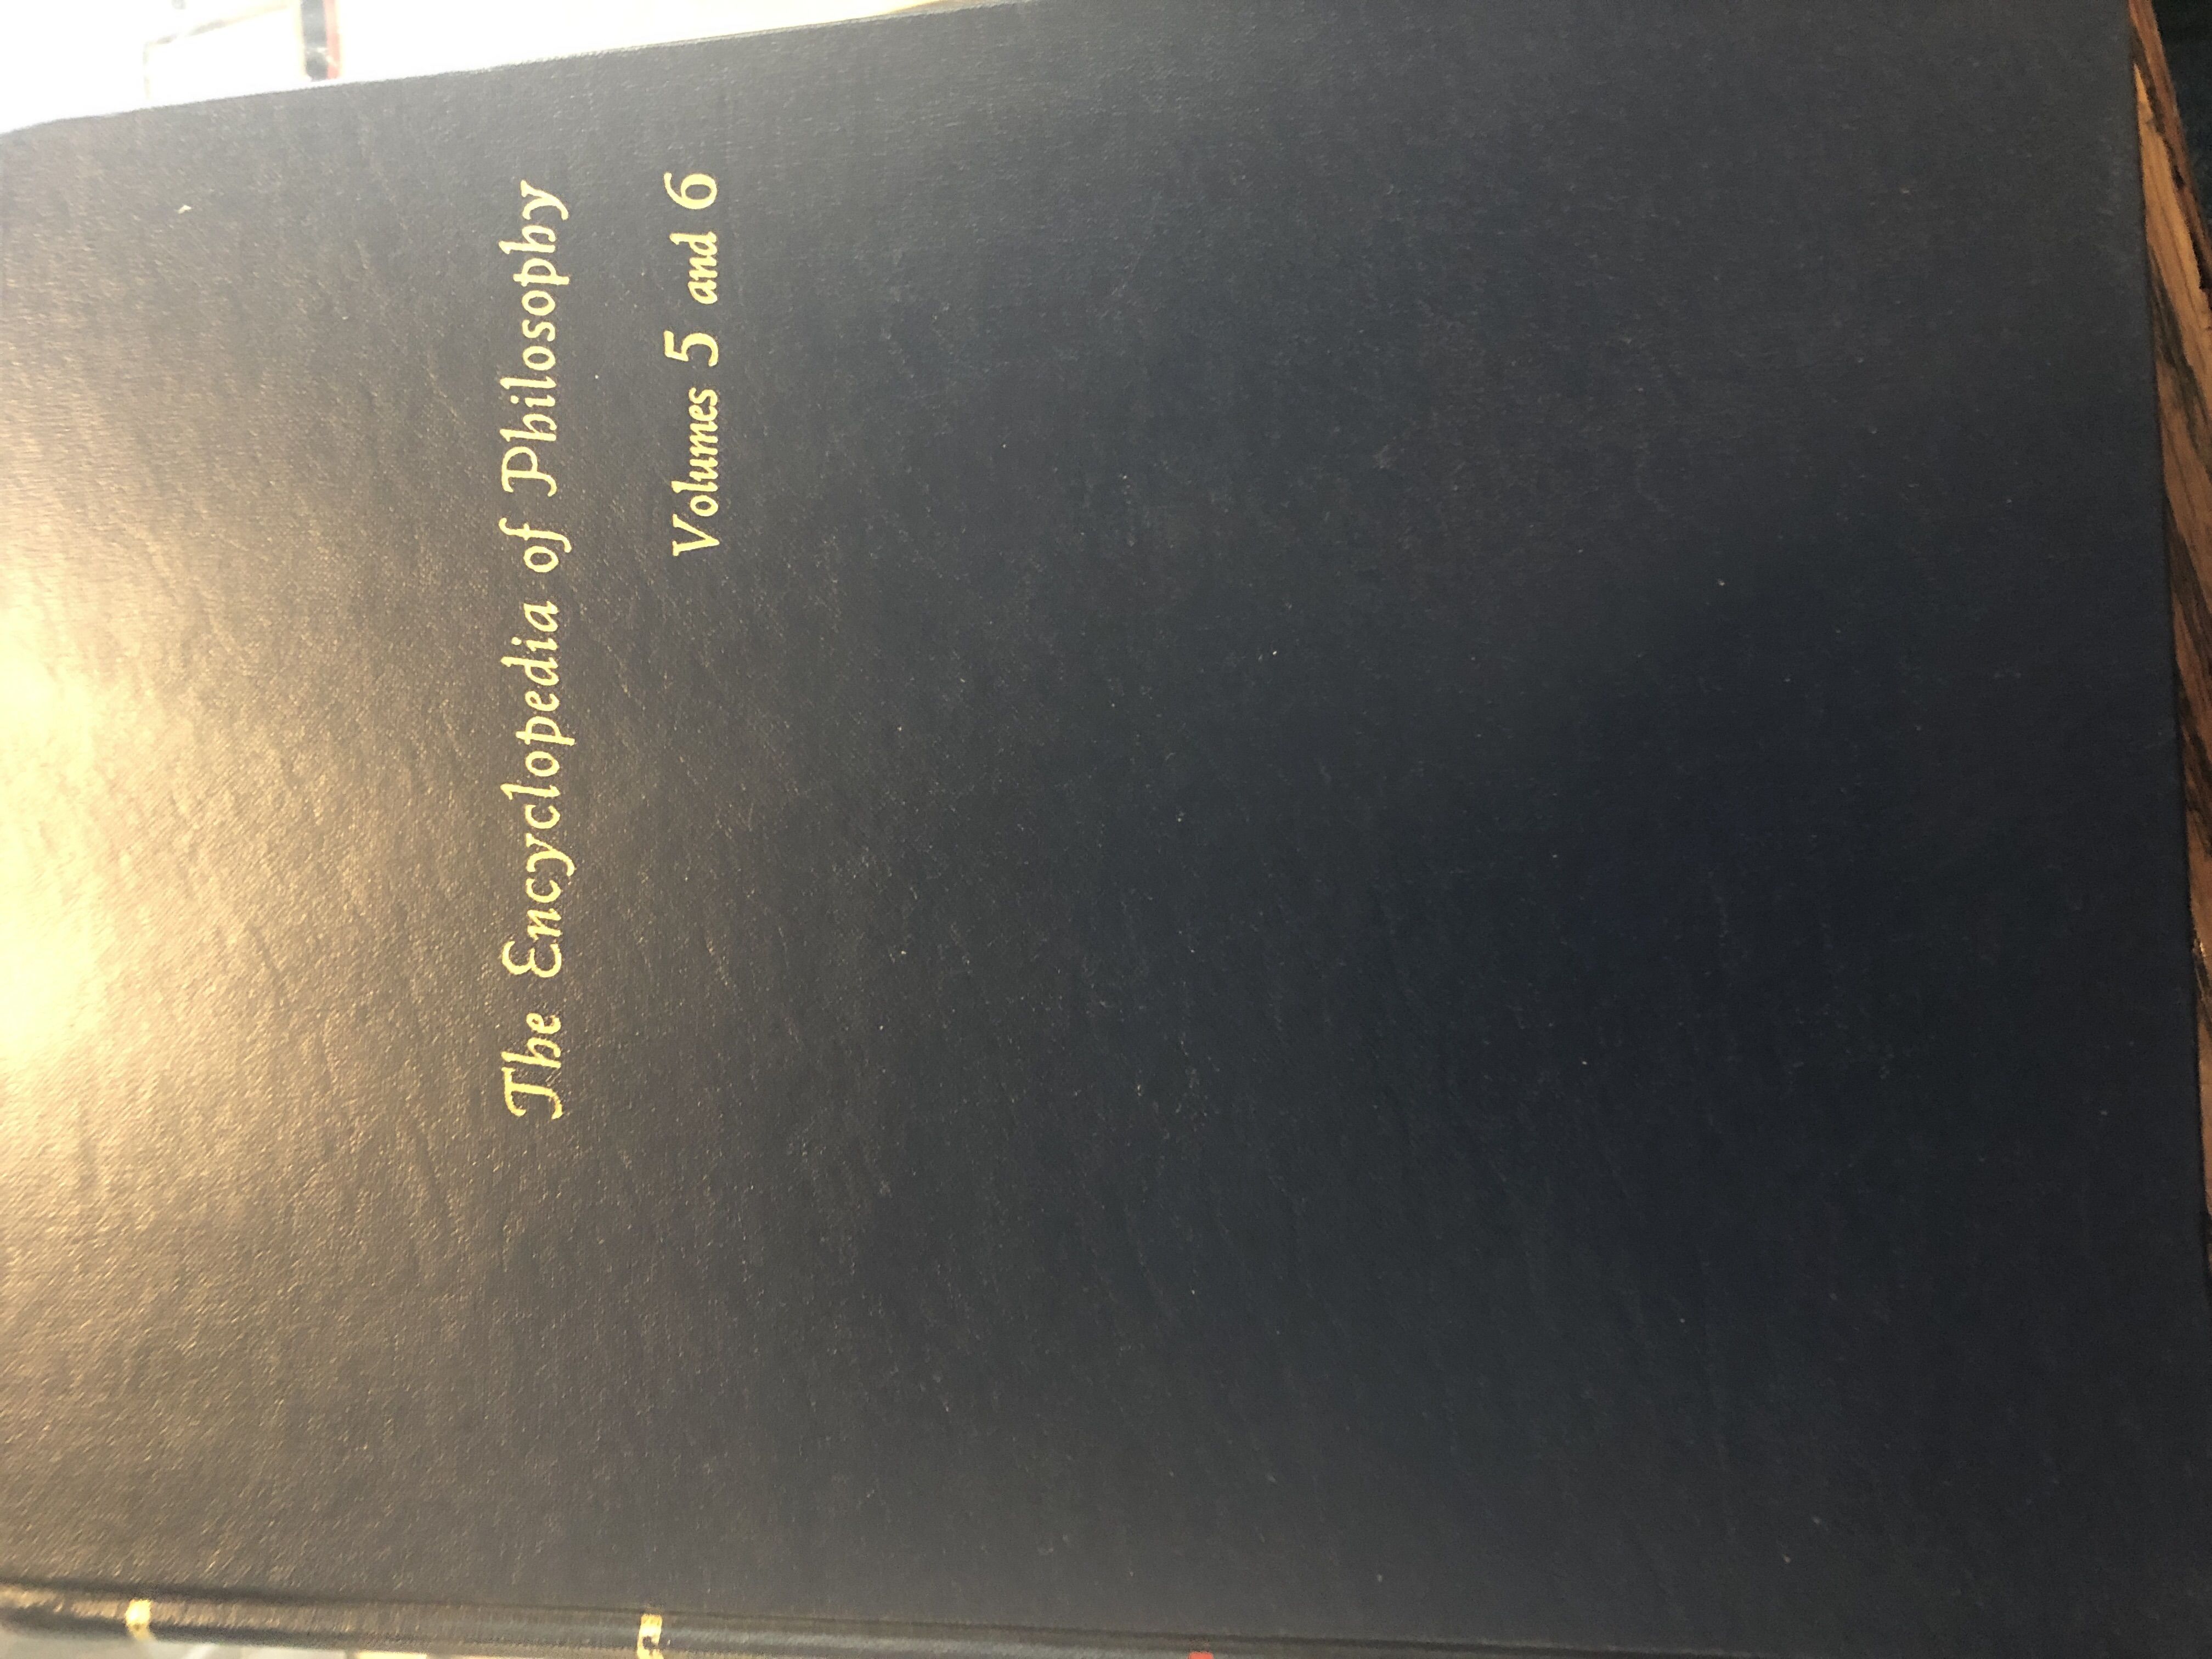 The Encyclopedia of Philosophy
Volumes 5 and 6